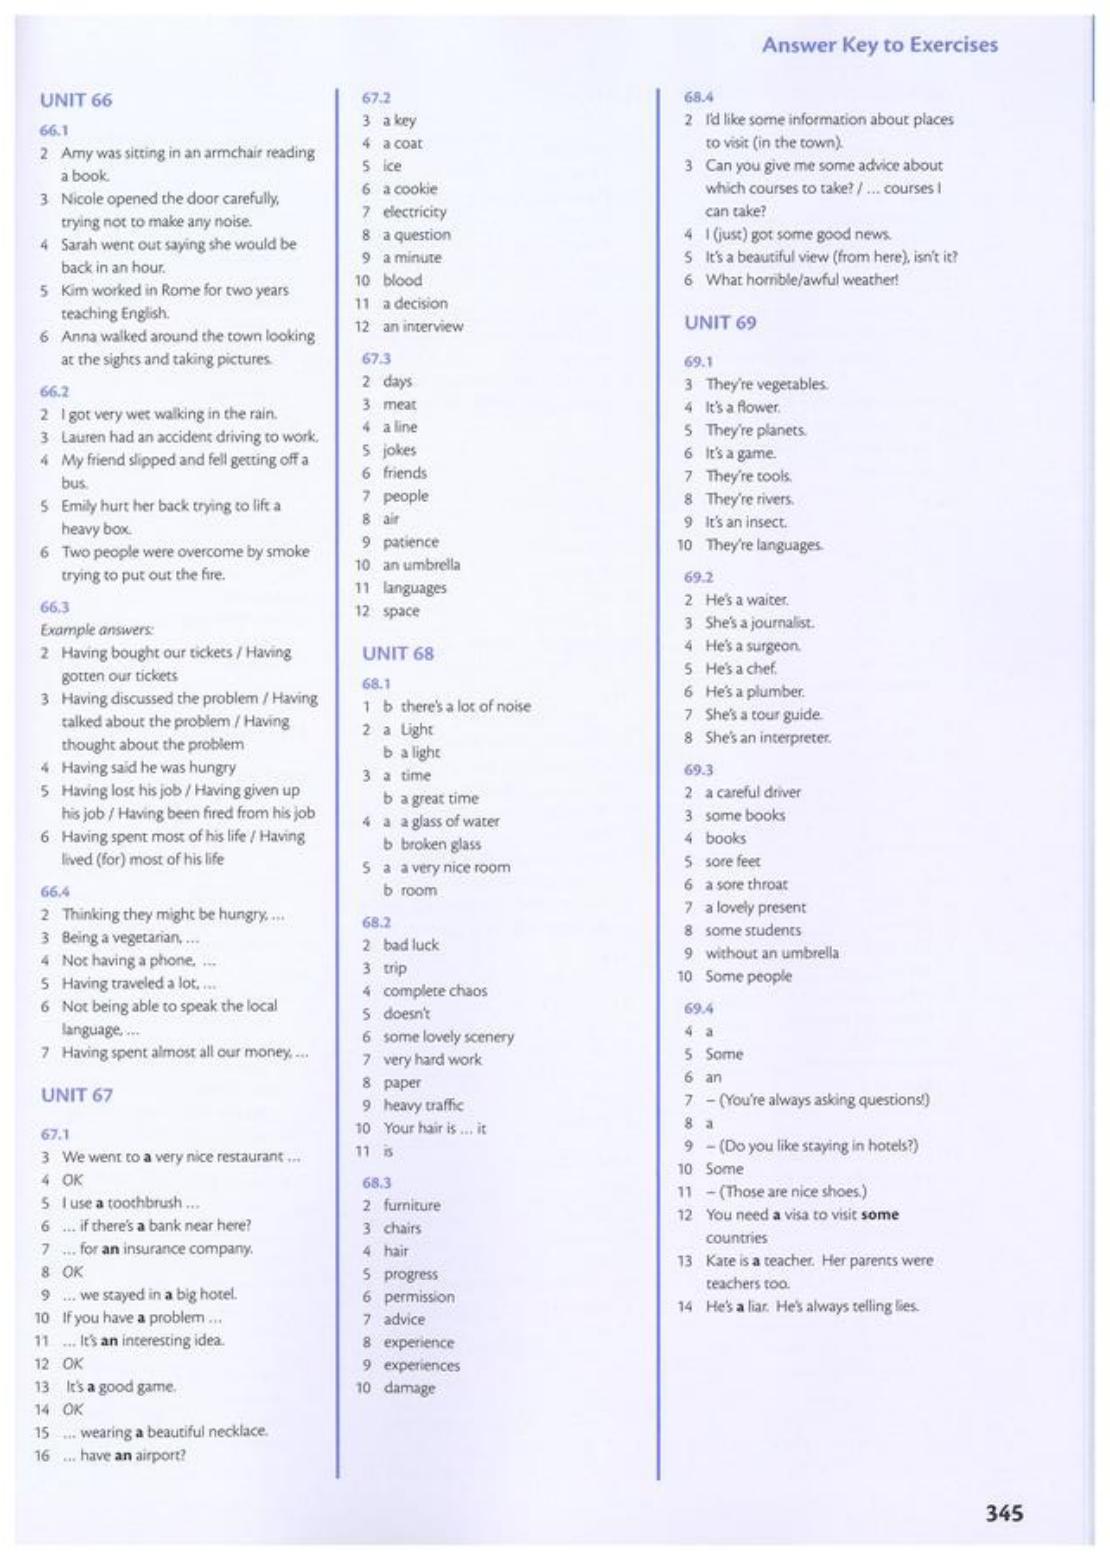 Answer Key to Exercises
UNIT 66
66.1
2 Amy was sitting in an armchair reading
a book.
3 Nicole opened the door carefully,
trying not to make any noise.
4 Sarah went out saying she would be
back in an hour.
5 Kim worked in Rome for two years
teaching English.
6 Anna walked around the town looking
at the sights and taking pictures.
66.2
2 I got very wet walking in the rain.
3 Lauren had an accident driving to work.
4 My friend slipped and fell getting off a
bus.
5 Emily hurt her back trying to lift a
heavy box.
6 Two people were overcome by smoke
trying to put out the fire.
66.3
Example answers:
2 Having bought our tickets / Having
gotten our tickets
3 Having discussed the problem / Having
talked about the problem / Having
thought about the problem
4 Having said he was hungry
5 Having lost his job / Having given up
his job / Having been fired from his job
6 Having spent most of his life / Having
lived (for) most of his life
66.4
2 Thinking they might be hungry, ...
3 Being a vegetarian, ...
4 Not having a phone, ...
5 Having traveled a lot, ...
6 Not being able to speak the local
language, ...
7 Having spent almost all our money, ...
UNIT 67
67.1
3 We went to a very nice restaurant ...
4 OK
5 I use a toothbrush ...
6 ... if there's a bank near here?
7 ... for an insurance company.
8 OK
9 ... we stayed in a big hotel.
10 If you have a problem ...
11 ... It's an interesting idea.
12 OK
13 It's a good game.
14 OK
15 ... wearing a beautiful necklace.
16 ... have an airport?
67.2
3 a key
4 a coat
5 ice
6 a cookie
7 electricity
8 a question
9 a minute
10 blood
11 a decision
12 an interview
67.3
2 days
3 meat
4 a line
5 jokes
6 friends
7 people
8 air
9 patience
10 an umbrella
11 languages
12 space
UNIT 68
68.1
1 b there's a lot of noise
2 a Light
b a light
3 a time
b a great time
4 a a glass of water
b broken glass
5 a a very nice room
b room
68.2
2 bad luck
3 trip
4 complete chaos
5 doesn't
6 some lovely scenery
7 very hard work
8 paper
9 heavy traffic
10 Your hair is ... it
11 is
68.3
2 furniture
3 chairs
4 hair
5 progress
6 permission
7 advice
8 experience
9 experiences
10 damage
68.4
2 I'd like some information about places
to visit (in the town).
3 Can you give me some advice about
which courses to take? / ... courses I
can take?
4 I (just) got some good news.
5 It's a beautiful view (from here), isn't it?
6 What horrible/awful weather!
UNIT 69
69.1
3 They're vegetables.
4 It's a flower.
5 They're planets.
6 It's a game.
7 They're tools.
8 They're rivers.
9 It's an insect.
10 They're languages.
69.2
2 He's a waiter.
3 She's a journalist.
4 He's a surgeon.
5 He's a chef.
6 He's a plumber.
7 She's a tour guide.
8 She's an interpreter.
69.3
2 a careful driver
3 some books
4 books
5 sore feet
6 a sore throat
7 a lovely present
8 some students
9 without an umbrella
10 Some people
69.4
4 a
5 Some
6 an
7 – (You're always asking questions!)
8 a
9 – (Do you like staying in hotels?)
10 Some
11 – (Those are nice shoes.)
12 You need a visa to visit some
countries
13 Kate is a teacher. Her parents were
teachers too.
14 He's a liar. He's always telling lies.
345